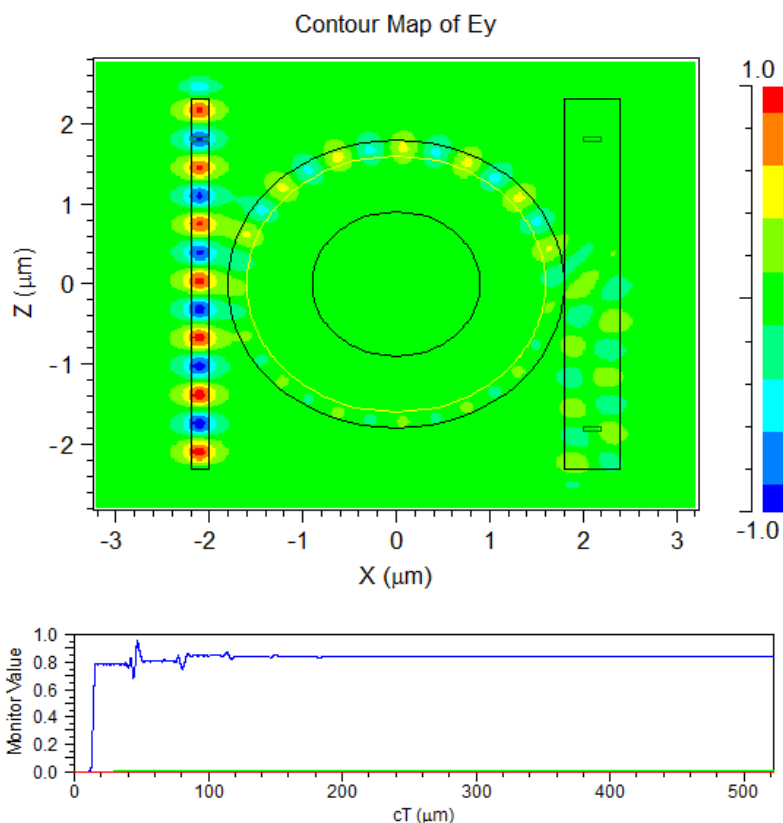 Contour Map of Ey
1.0
2
1
0
-1
-2
Z (μm)
-3 -2 -1 0 1 2 3
X (μm)
-1.0
1.0
0.8
0.6
0.4
0.2
0.0
Monitor Value
0 100 200 300 400 500
cT (μm)